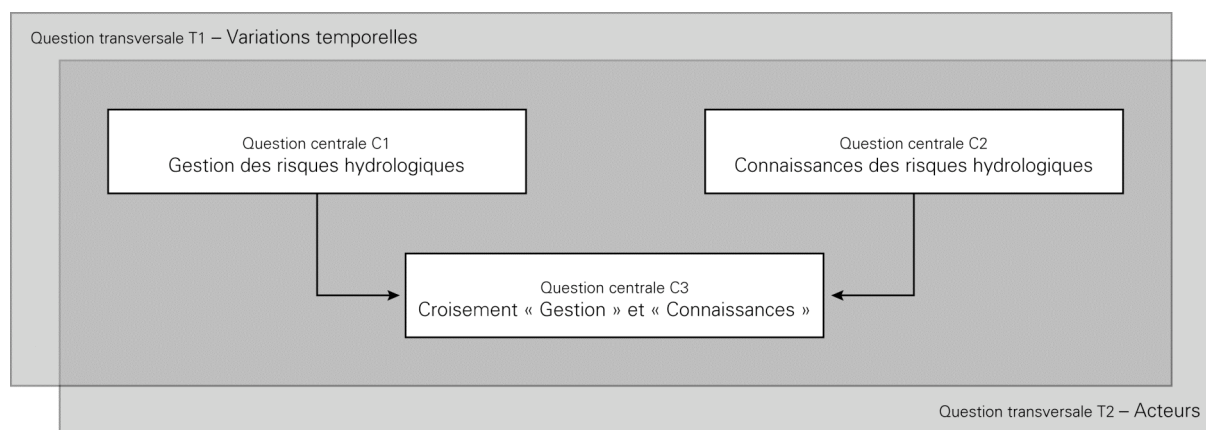 Question transversale T1 – Variations temporelles
Question centrale C1
Gestion des risques hydrologiques
Question centrale C2
Connaissances des risques hydrologiques
Question centrale C3
Croisement « Gestion » et « Connaissances »
Question transversale T2 – Acteurs